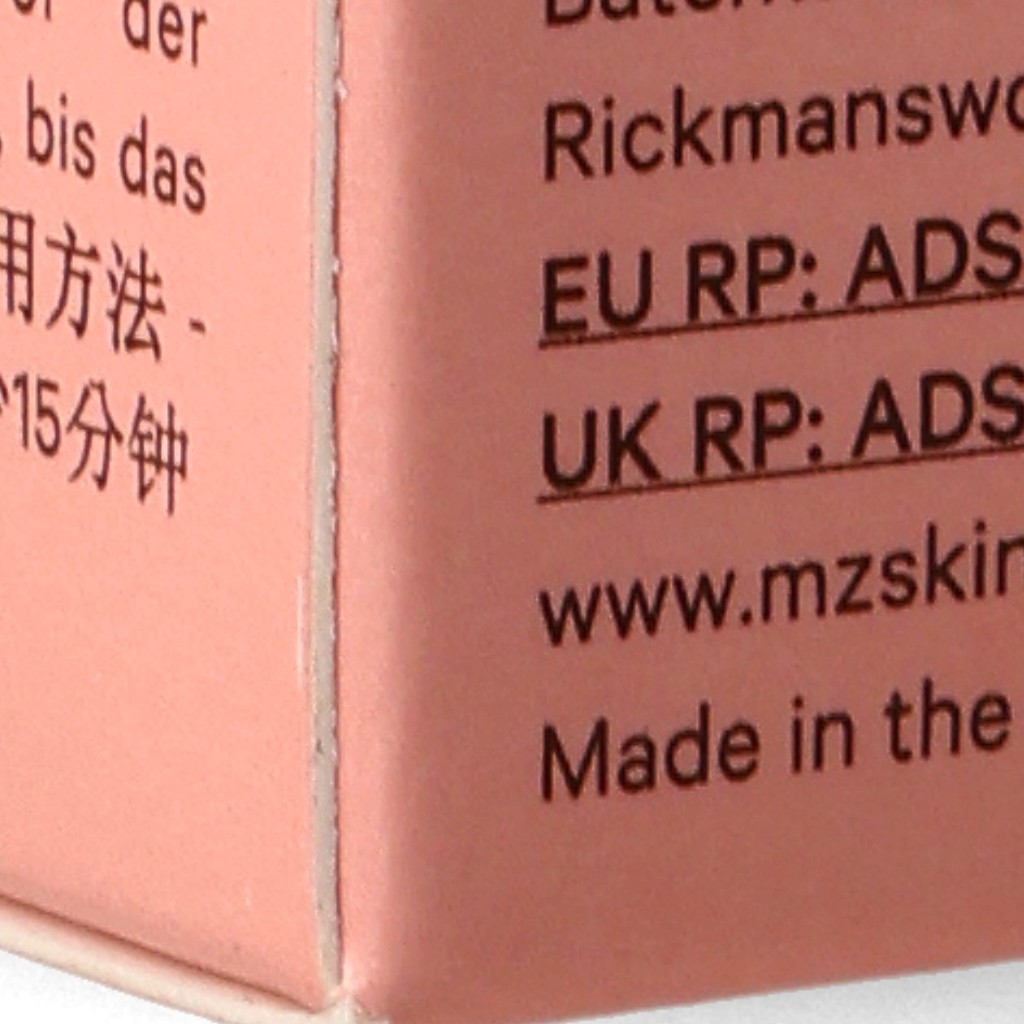 der
bis das
用方法 -
15分钟
EU RP: ADS
UK RP: ADS
www.mzskin
Made in the